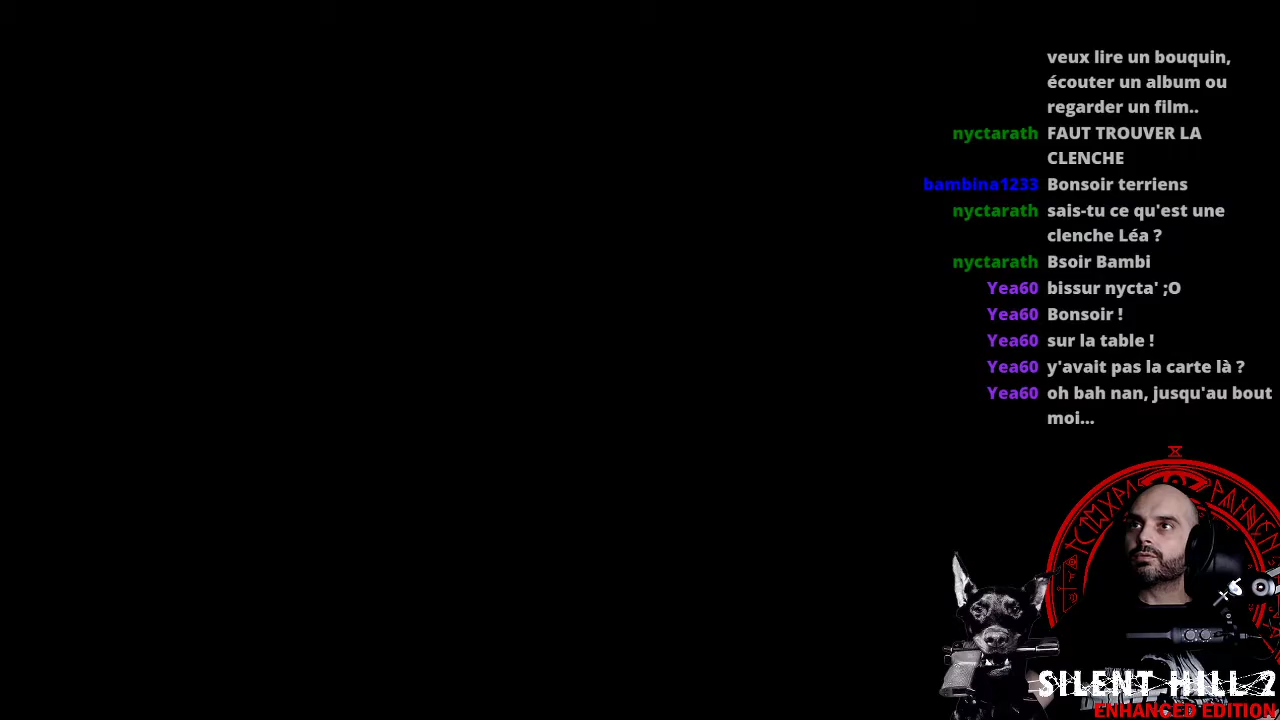 veux lire un bouquin,
écouter un album ou
regarder un film..
nyctarath FAUT TROUVER LA
CLENCHE
bambina1233 Bonsoir terriens
nyctarath sais-tu ce qu'est une
clenche Léa ?
nyctarath Bsoir Bambi
Yea60 bissur nycta' ;O
Yea60 Bonsoir !
Yea60 sur la table !
Yea60 y'avait pas la carte là ?
Yea60 oh bah nan, jusqu'au bout
moi...
SILENT HILL 2
ENHANCED EDITION